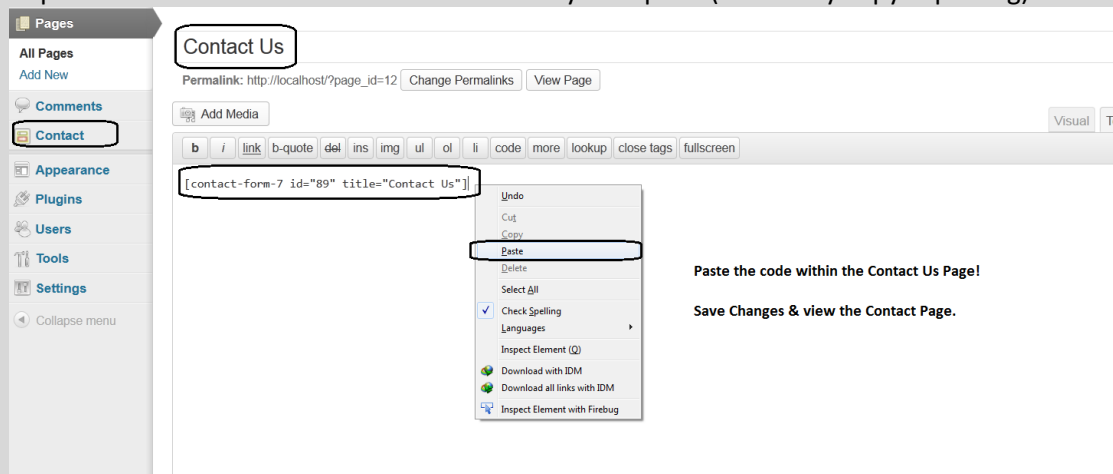 Pages
All Pages
Add New
Comments
Contact
Appearance
Plugins
Users
Tools
Settings
Collapse menu
Contact Us
Permalink: http://localhost/?page_id=12 Change Permalinks View Page
Add Media
Visual
b i link b-quote del ins img ul ol li code more lookup close tags fullscreen
[contact-form-7 id="89" title="Contact Us"]
Undo
Cut
Copy
Paste
Delete
Select All
Check Spelling
Languages
Inspect Element (Q)
Download with IDM
Download all links with IDM
Inspect Element with Firebug
Paste the code within the Contact Us Page!
Save Changes & view the Contact Page.